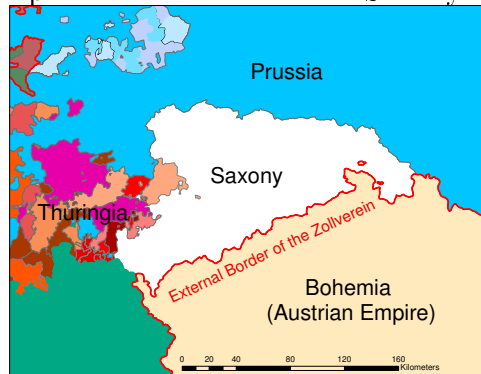 Prussia
Saxony
Thuringia
External Border of the Zollverein
Bohemia
(Austrian Empire)
0 20 40 80 120 160
Kilometers